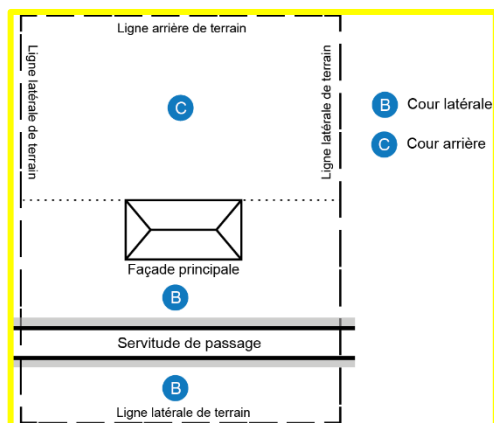 Ligne arrière de terrain
Ligne latérale de terrain
Ligne latérale de terrain
C
B Cour latérale
C Cour arrière
Façade principale
B
Servitude de passage
B
Ligne latérale de terrain